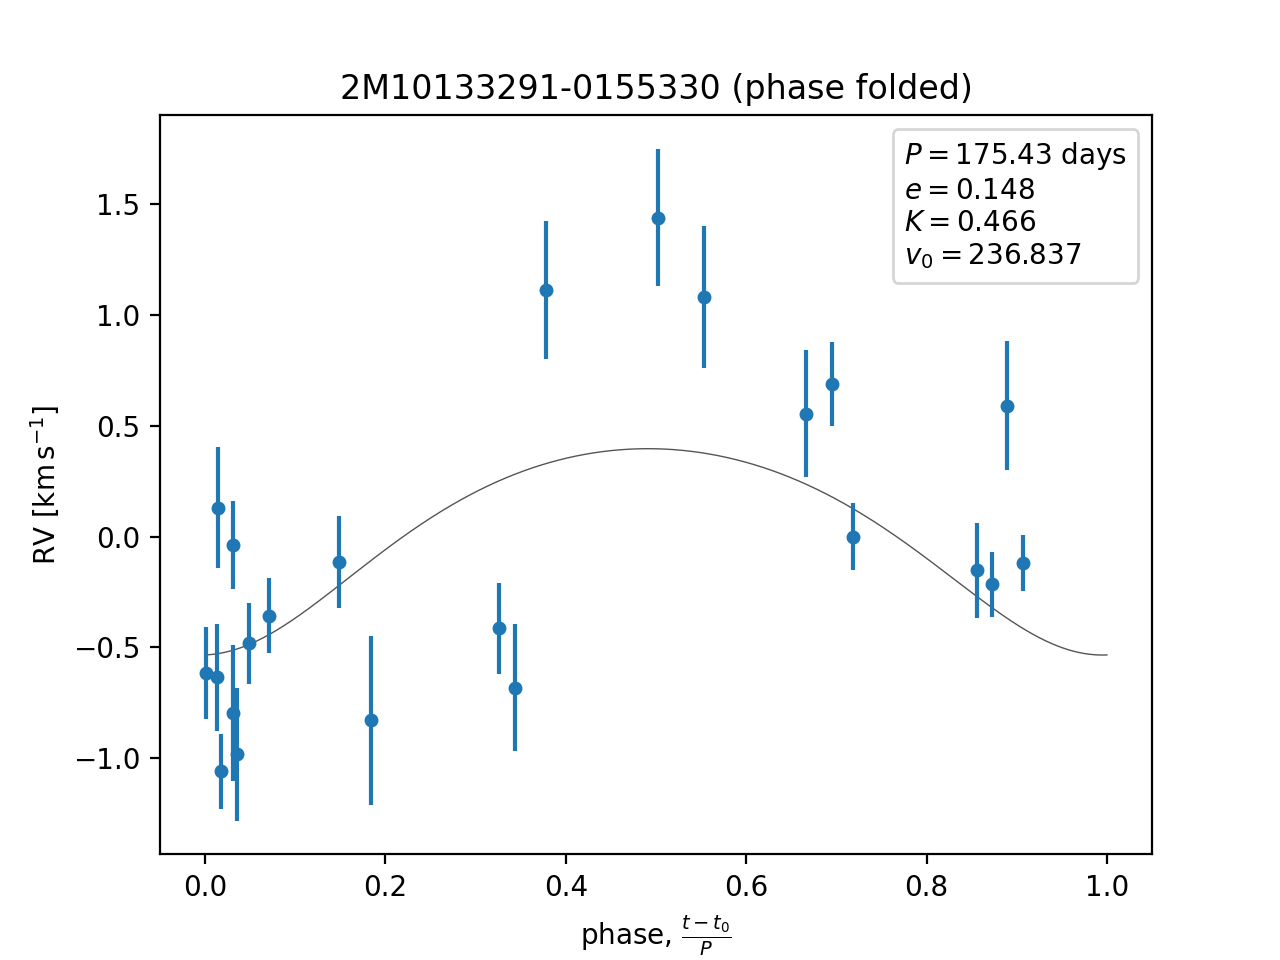 2M10133291-0155330 (phase folded)
P = 175.43 days
e = 0.148
K = 0.466
v₀ = 236.837
RV [km s⁻¹]
1.5
1.0
0.5
0.0
−0.5
−1.0
0.0 0.2 0.4 0.6 0.8 1.0
phase, (t − t₀)/P